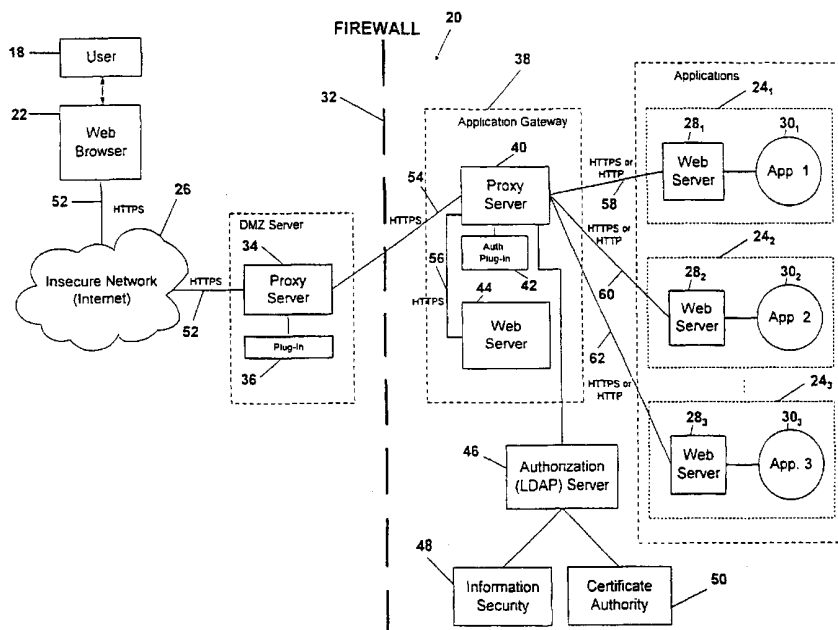 FIREWALL
20
18
User
22
Web
Browser
52
HTTPS
26
Insecure Network
(Internet)
HTTPS
52
DMZ Server
34
Proxy
Server
Plug-In
36
32
54
HTTPS
38
Application Gateway
40
Proxy
Server
Auth
Plug-In
42
56
HTTPS
44
Web
Server
HTTPS or
HTTP
58
HTTPS or
HTTP
60
62
HTTPS or
HTTP
Applications
24₁
28₁
Web
Server
30₁
App 1
24₂
28₂
Web
Server
30₂
App 2
24₃
28₃
Web
Server
30₃
App. 3
46
Authorization
(LDAP) Server
48
Information
Security
Certificate
Authority
50